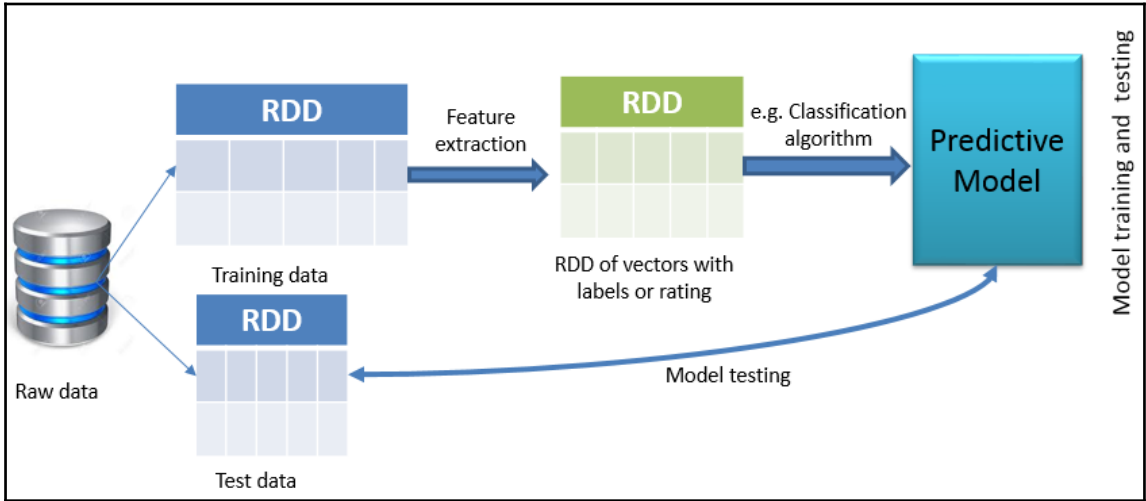 RDD
Feature
extraction
RDD
e.g. Classification
algorithm
Predictive
Model
Model training and testing
Training data
RDD of vectors with
labels or rating
RDD
Raw data
Model testing
Test data